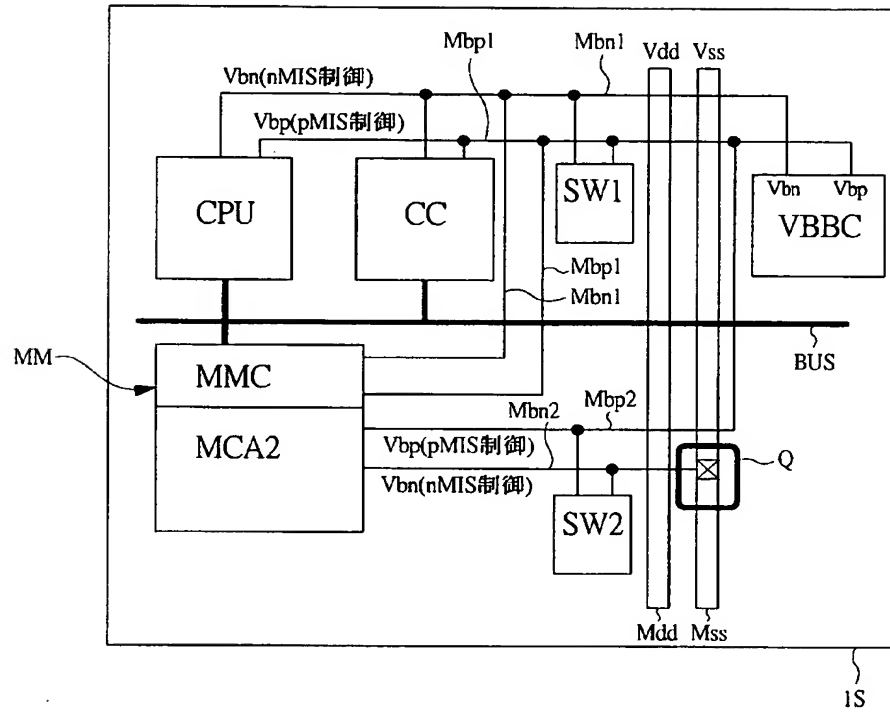 Mbp1
Mbn1
Vdd
Vss
Vbn(nMIS制御)
Vbp(pMIS制御)
CPU
CC
SW1
Vbn
Vbp
VBBC
Mbp1
Mbn1
BUS
MM
MMC
MCA2
Mbn2
Mbp2
Vbp(pMIS制御)
Vbn(nMIS制御)
SW2
Q
Mdd
Mss
1S